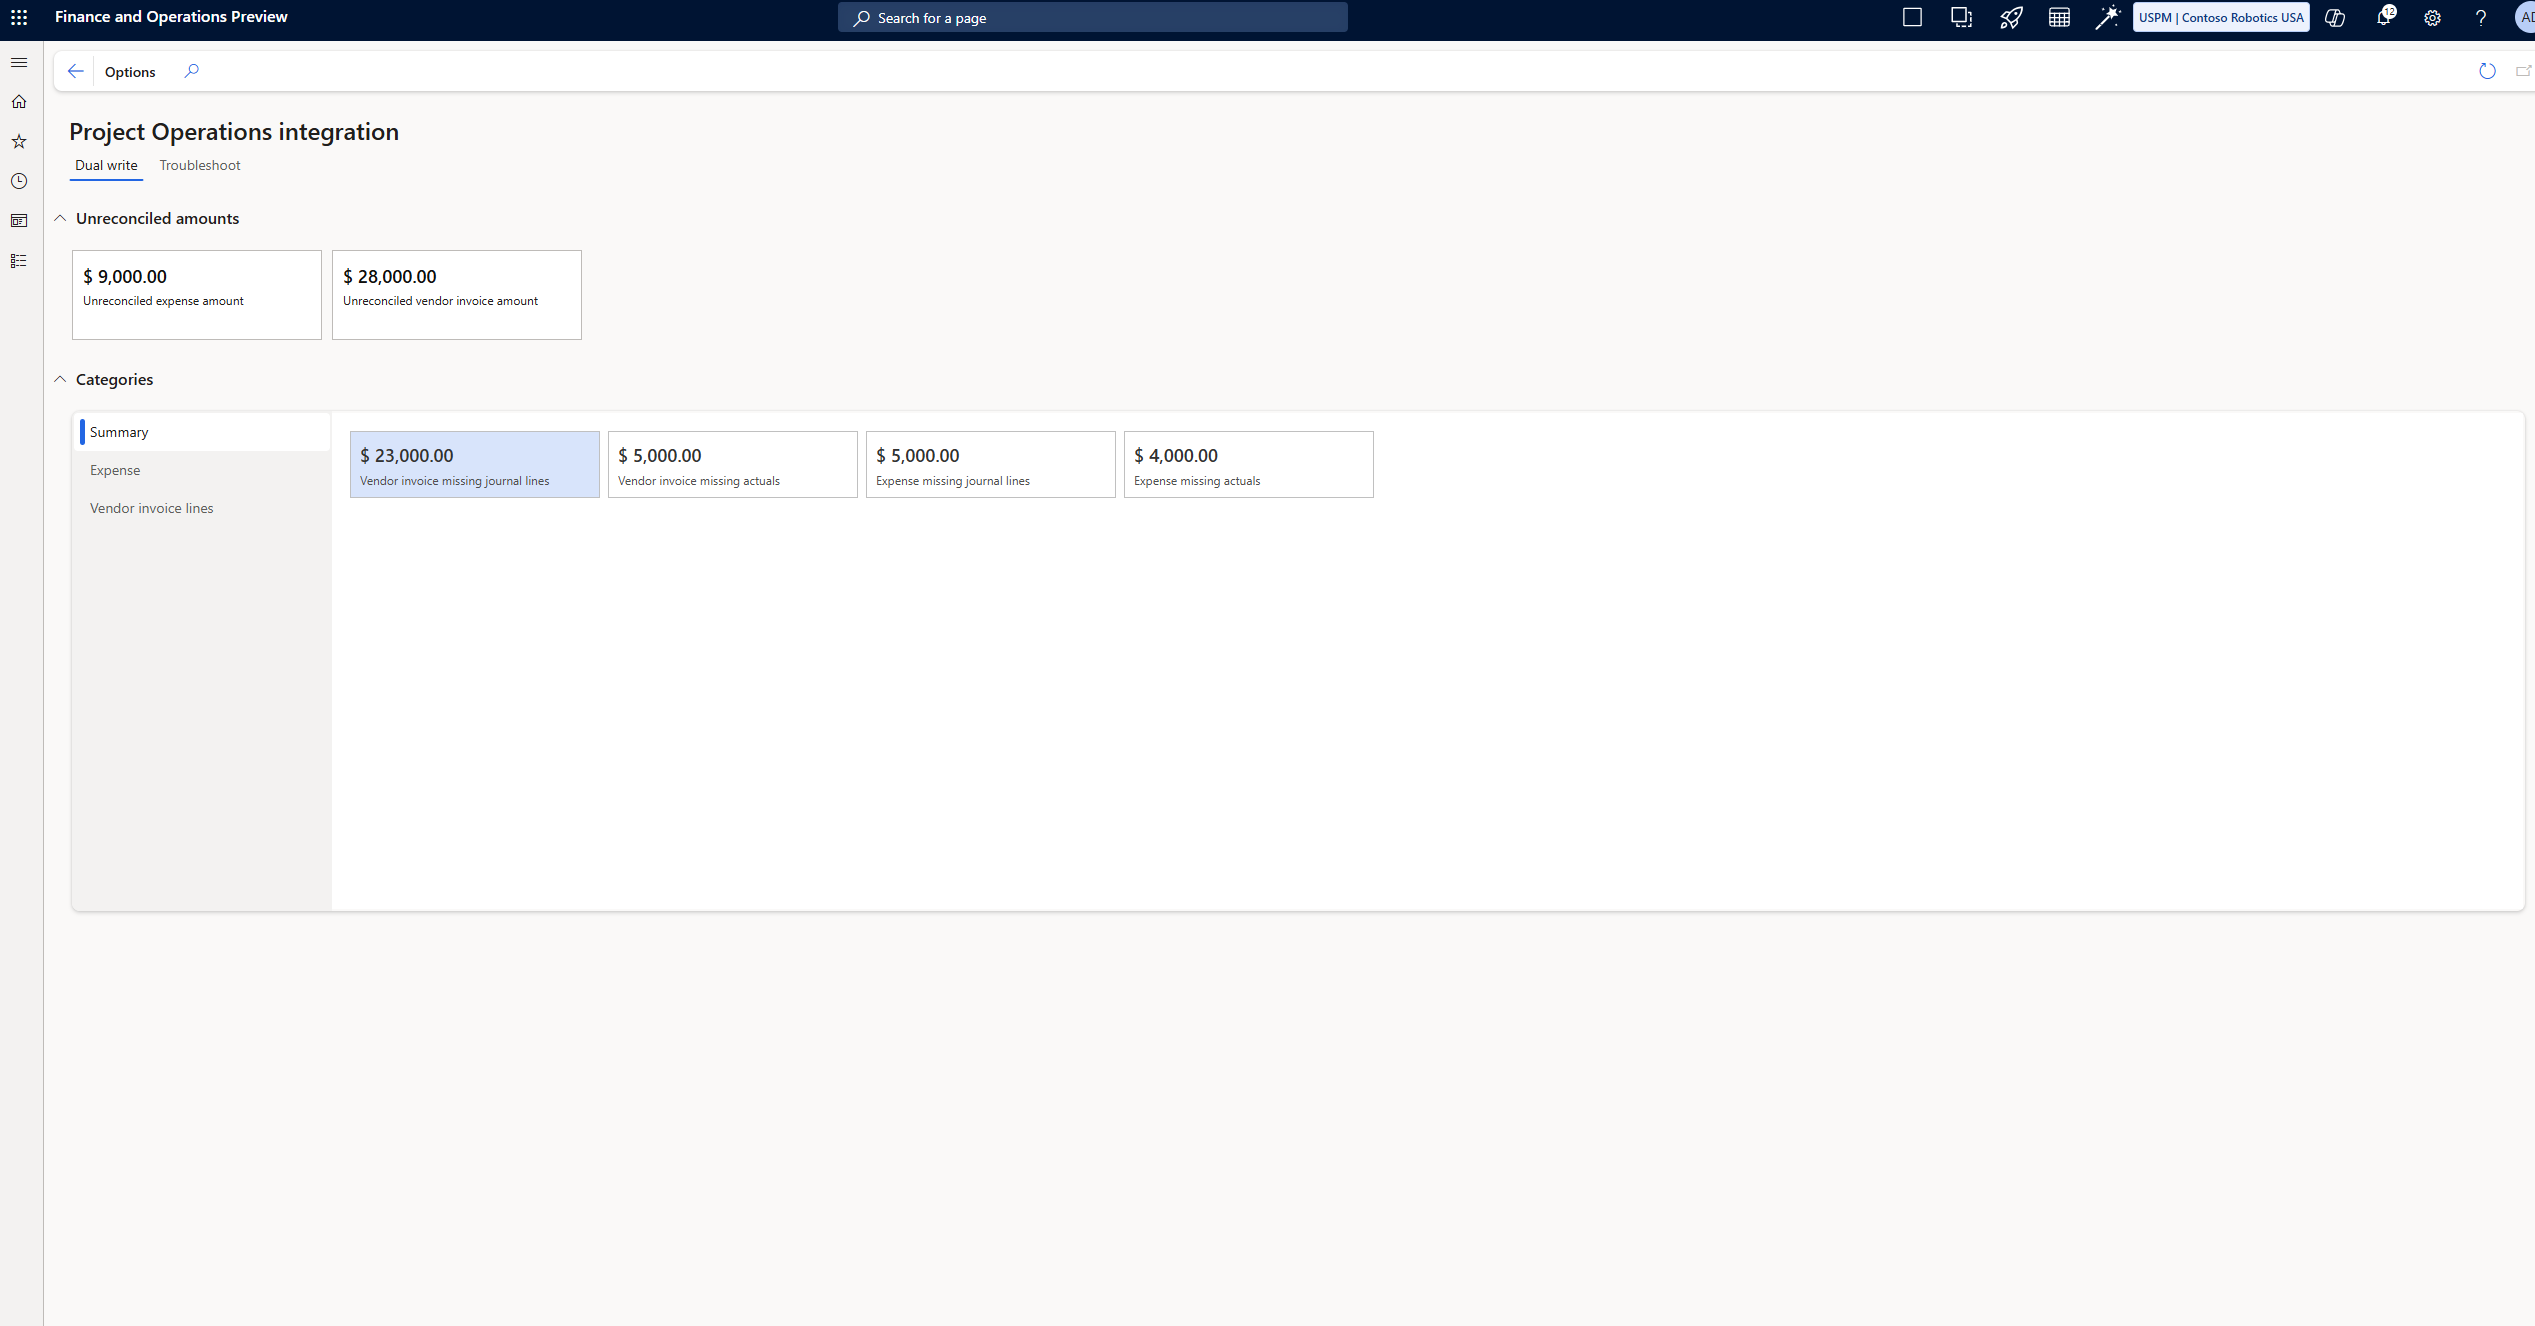 Finance and Operations Preview
Search for a page
USPM | Contoso Robotics USA
12
?
Options
Project Operations integration
Dual write
Troubleshoot
Unreconciled amounts
$ 9,000.00
Unreconciled expense amount
$ 28,000.00
Unreconciled vendor invoice amount
Categories
Summary
Expense
Vendor invoice lines
$ 23,000.00
Vendor invoice missing journal lines
$ 5,000.00
Vendor invoice missing actuals
$ 5,000.00
Expense missing journal lines
$ 4,000.00
Expense missing actuals